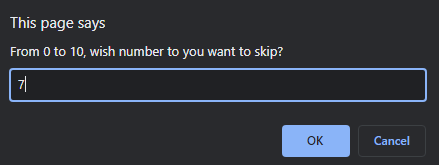 This page says
From 0 to 10, wish number to you want to skip?
7
OK Cancel